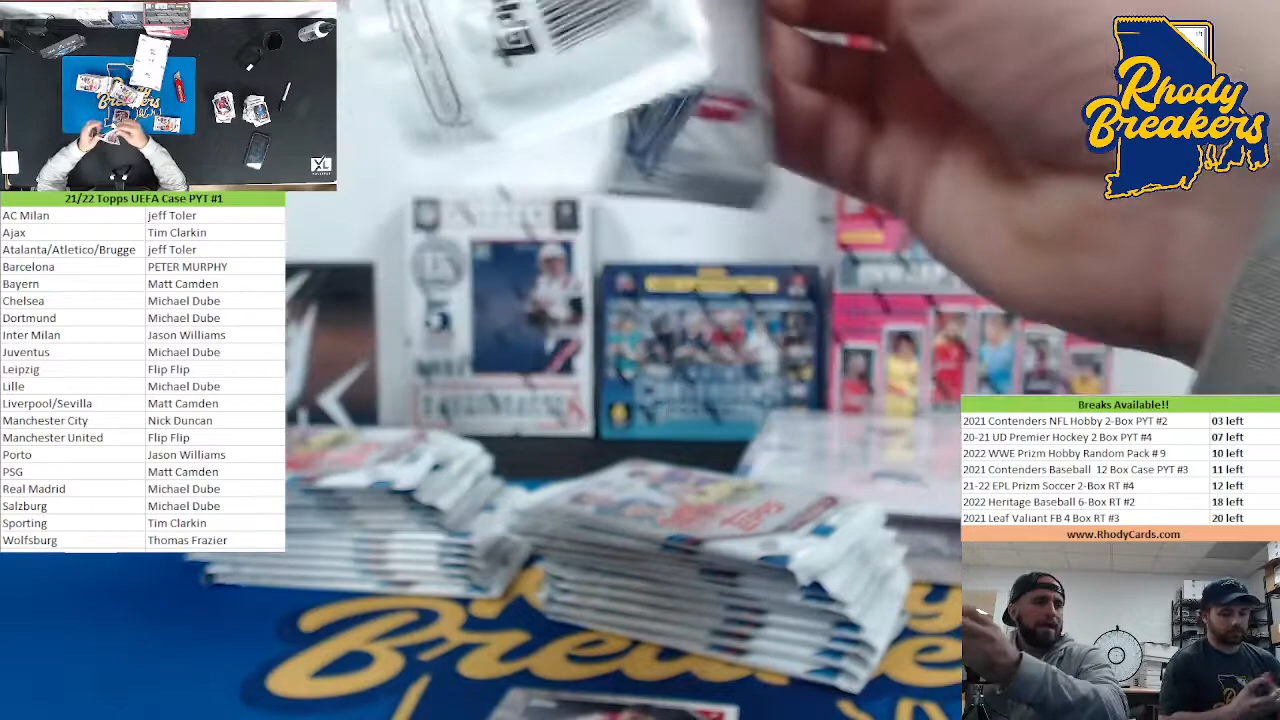 Rhody
Breakers
21/22 Topps UEFA Case PYT #1
AC Milan jeff Toler
Ajax Tim Clarkin
Atalanta/Atletico/Brugge jeff Toler
Barcelona PETER MURPHY
Bayern Matt Camden
Chelsea Michael Dube
Dortmund Michael Dube
Inter Milan Jason Williams
Juventus Michael Dube
Leipzig Flip Flip
Lille Michael Dube
Liverpool/Sevilla Matt Camden
Manchester City Nick Duncan
Manchester United Flip Flip
Porto Jason Williams
PSG Matt Camden
Real Madrid Michael Dube
Salzburg Michael Dube
Sporting Tim Clarkin
Wolfsburg Thomas Frazier
Breaks Available!!
2021 Contenders NFL Hobby 2-Box PYT #2 03 left
20-21 UD Premier Hockey 2 Box PYT #4 07 left
2022 WWE Prizm Hobby Random Pack # 9 10 left
2021 Contenders Baseball 12 Box Case PYT #3 11 left
21-22 EPL Prizm Soccer 2-Box RT #4 12 left
2022 Heritage Baseball 6-Box RT #2 18 left
2021 Leaf Valiant FB 4 Box RT #3 20 left
www.RhodyCards.com
Breakers